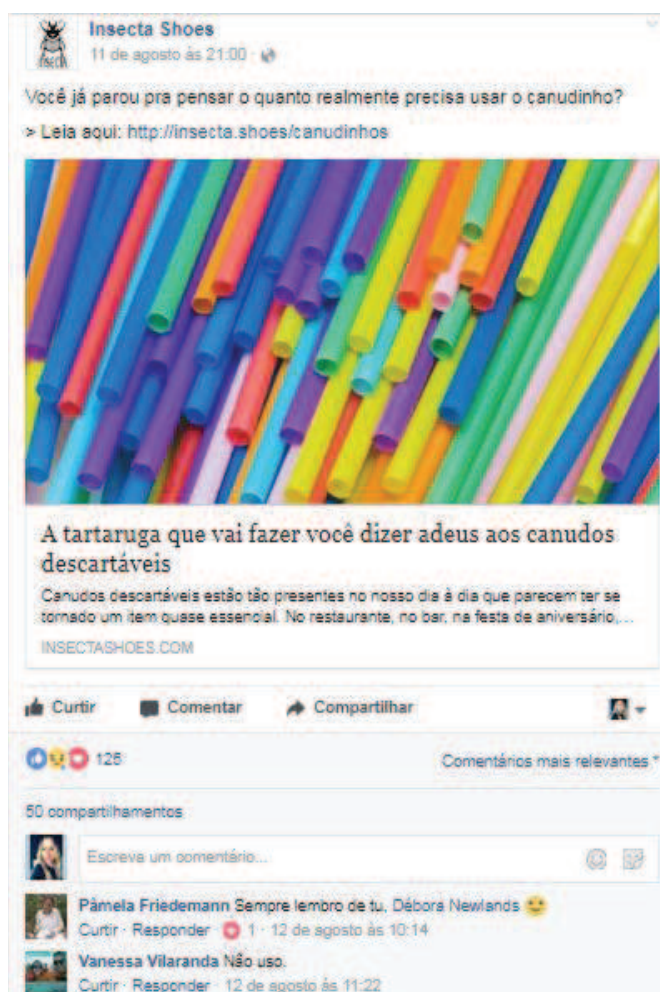 Insecta Shoes
11 de agosto às 21:00
INSECTA
Você já parou pra pensar o quanto realmente precisa usar o canudinho?
> Leia aqui: http://insecta.shoes/canudinhos
A tartaruga que vai fazer você dizer adeus aos canudos
descartáveis
Canudos descartáveis estão tão presentes no nosso dia à dia que parecem ter se
tornado um item quase essencial. No restaurante, no bar, na festa de aniversário,...
INSECTASHOES.COM
Curtir Comentar Compartilhar
125 Comentários mais relevantes
50 compartilhamentos
Escreva um comentário...
Pâmela Friedemann Sempre lembro de tu, Débora Newlands
Curtir · Responder · 1 · 12 de agosto às 10:14
Vanessa Vilaranda Não uso.
Curtir · Responder · 12 de agosto às 11:22